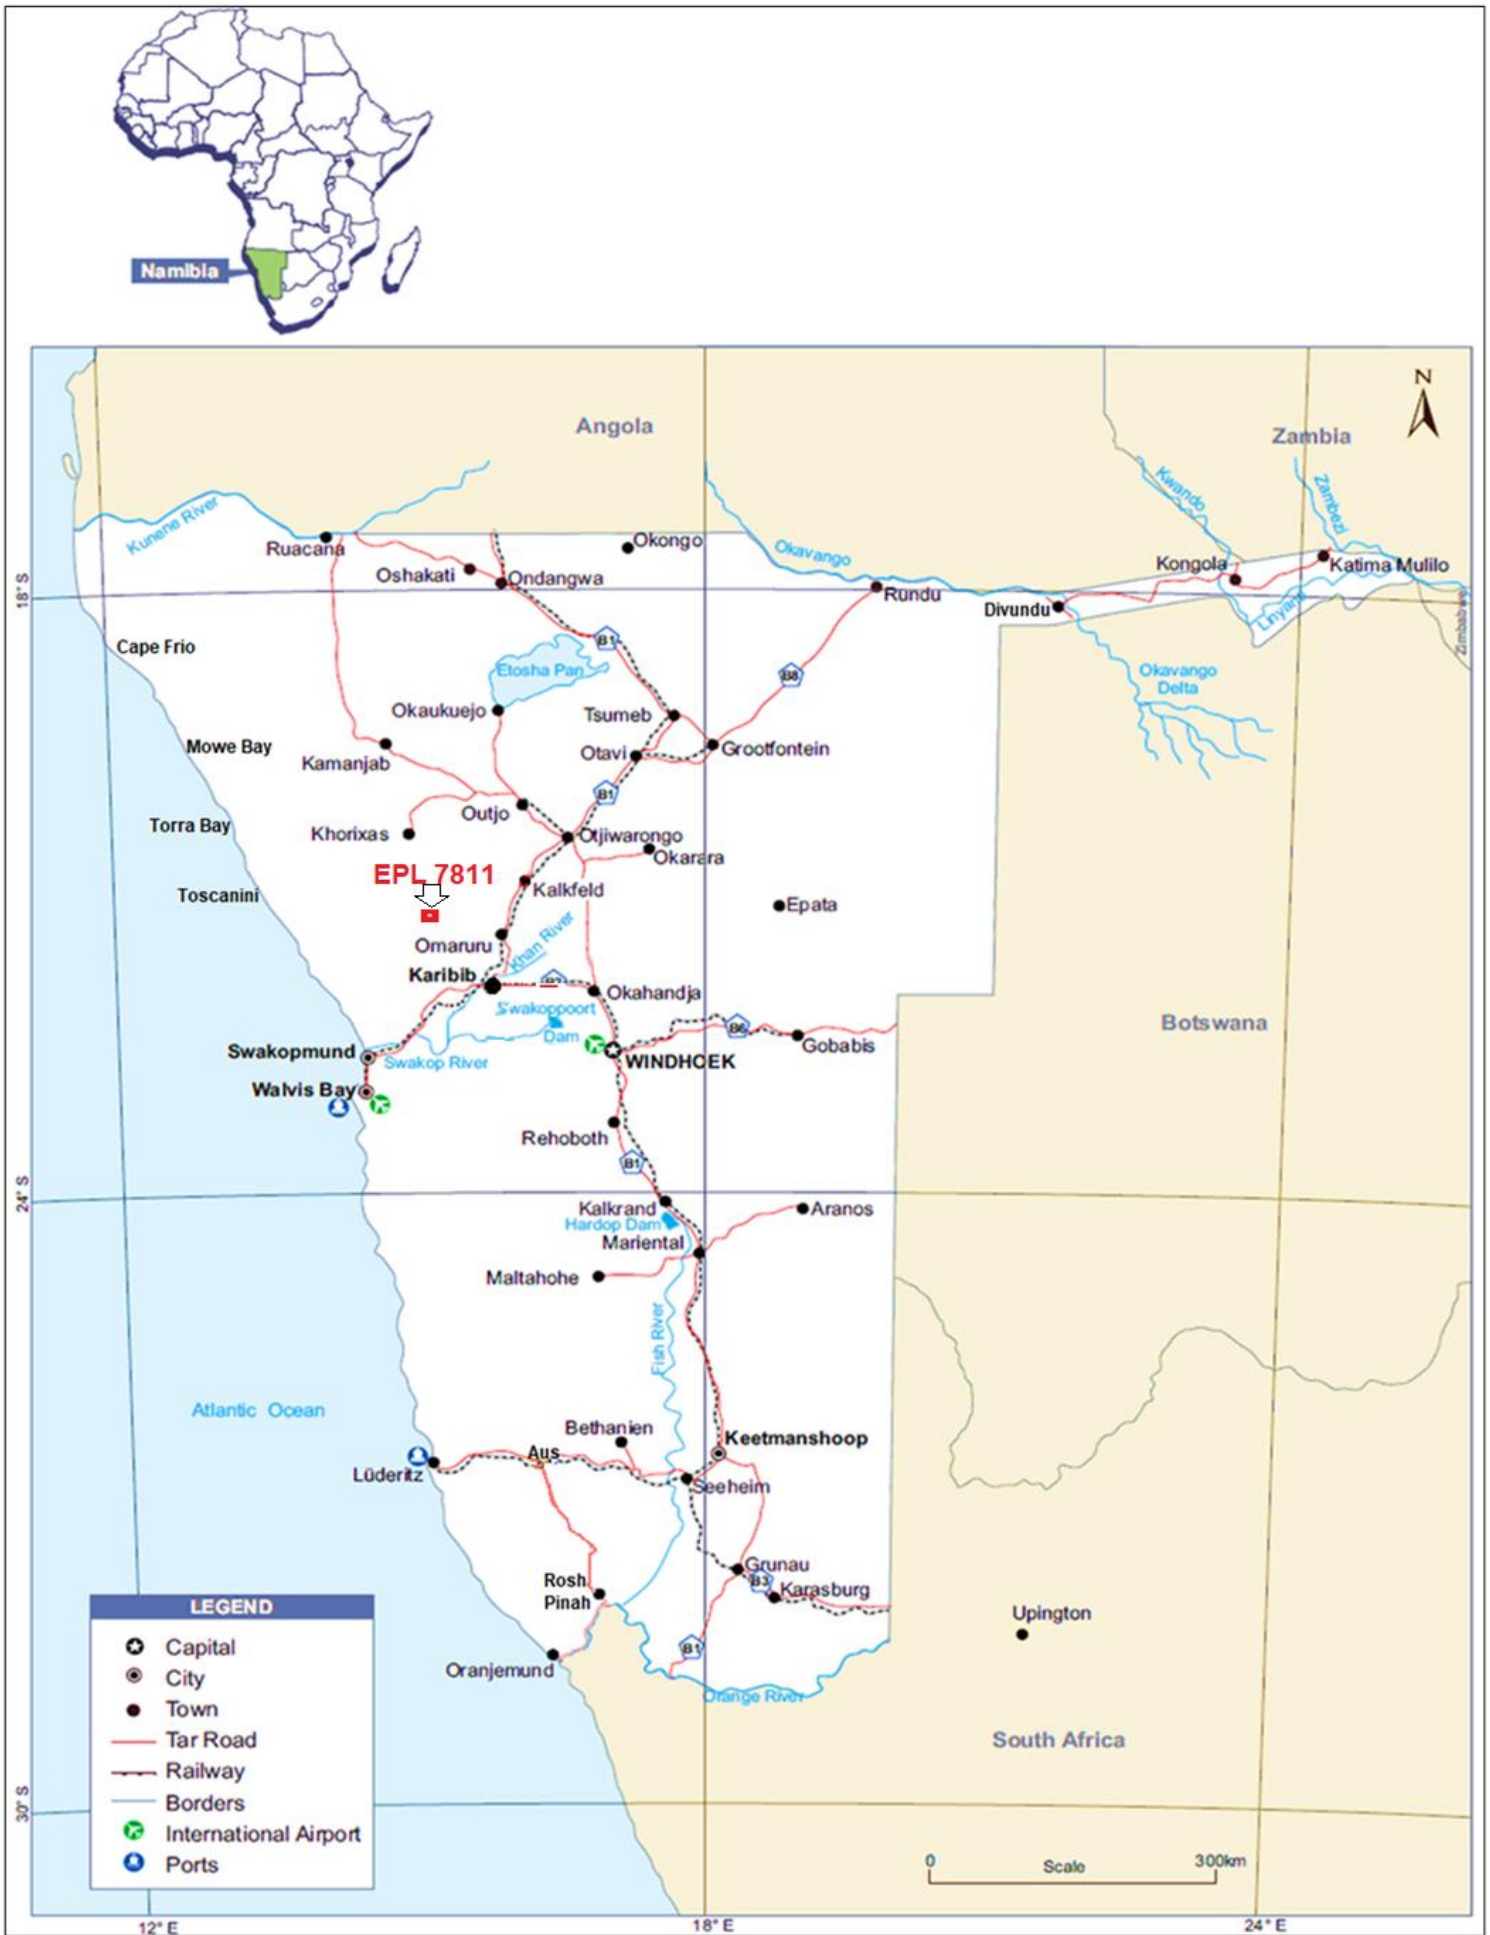 Namibia
N
Angola
Zambia
Kwando
Zambezi
Kunene River
Ruacana
Okongo
Okavango
Oshakati
Ondangwa
Kongola
Katima Mulilo
18° S
Rundu
Divundu
Linyanti
Zimbabwe
Cape Frio
B1
Etosha Pan
B8
Okavango
Delta
Okaukuejo
Tsumeb
Mowe Bay
Kamanjab
Otavi
Grootfontein
B1
Outjo
Torra Bay
Khorixas
Otjiwarongo
Okarara
EPL 7811
Toscanini
Kalkfeld
Epata
Omaruru
Khan River
Karibib
B2
Okahandja
Swakoppoort
Dam
B6
Botswana
Swakopmund
Swakop River
WINDHOEK
Gobabis
Walvis Bay
Rehoboth
B1
24° S
Kalkrand
Aranos
Hardop Dam
Mariental
Maltahohe
Fish River
Atlantic Ocean
Bethanien
Keetmanshoop
Aus
Lüderitz
Seeheim
Grunau
B3
Rosh
Pinah
Karasburg
Upington
B1
Oranjemund
Orange River
South Africa
LEGEND
Capital
City
Town
Tar Road
Railway
Borders
International Airport
Ports
30° S
0
Scale
300km
12° E
18° E
24° E